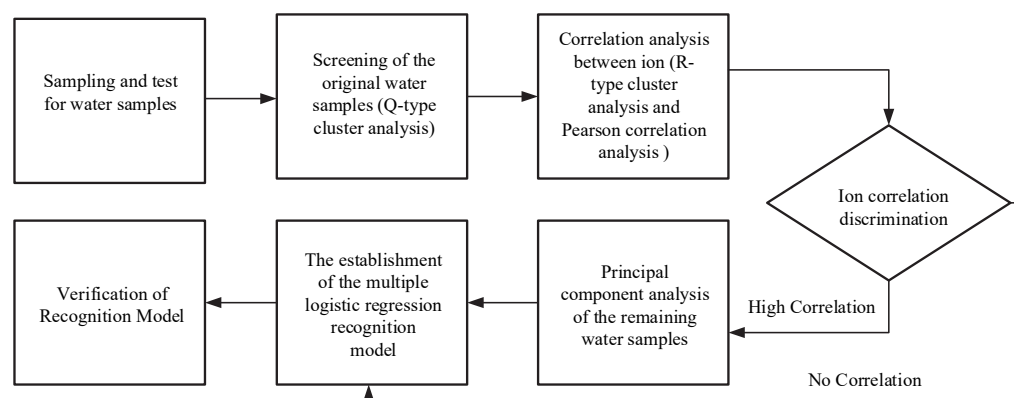 Sampling and test
for water samples
Screening of the
original water
samples (Q-type
cluster analysis)
Correlation analysis
between ion (R-
type cluster
analysis and
Pearson correlation
analysis )
Ion correlation
discrimination
High Correlation
No Correlation
Principal
component analysis
of the remaining
water samples
The establishment
of the multiple
logistic regression
recognition
model
Verification of
Recognition Model